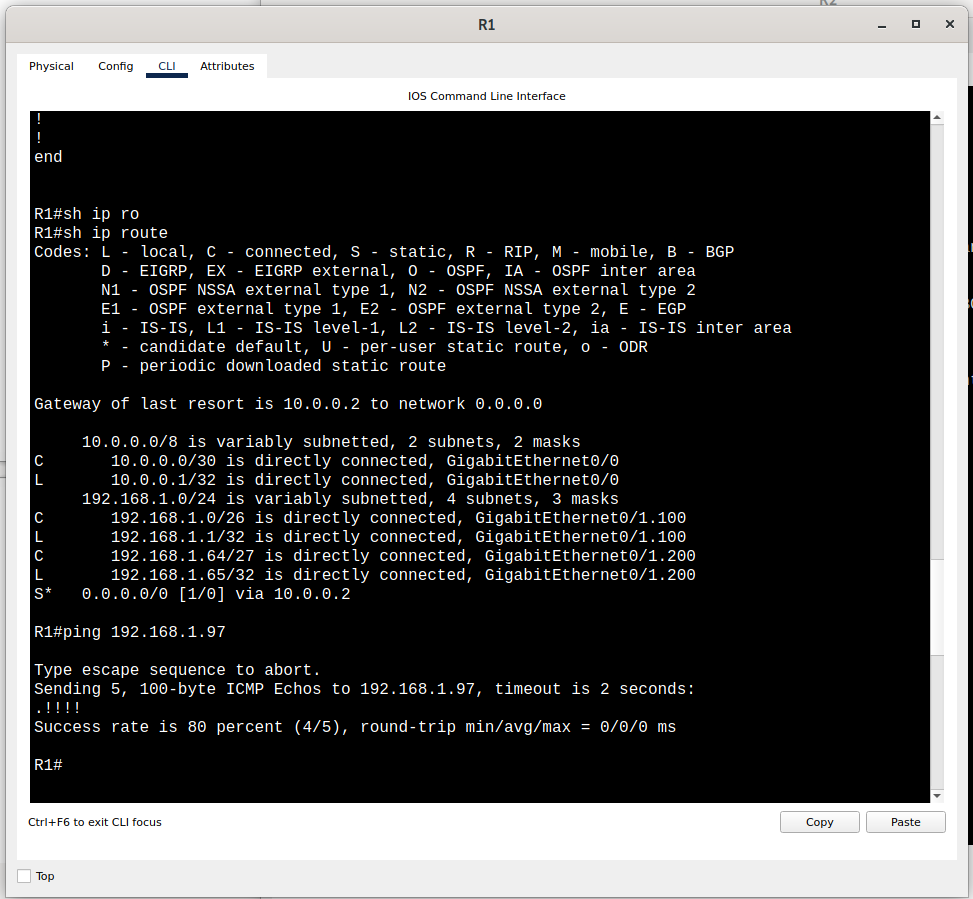 R1
Physical Config CLI Attributes
IOS Command Line Interface
!
!
end
R1#sh ip ro
R1#sh ip route
Codes: L - local, C - connected, S - static, R - RIP, M - mobile, B - BGP
       D - EIGRP, EX - EIGRP external, O - OSPF, IA - OSPF inter area
       N1 - OSPF NSSA external type 1, N2 - OSPF NSSA external type 2
       E1 - OSPF external type 1, E2 - OSPF external type 2, E - EGP
       i - IS-IS, L1 - IS-IS level-1, L2 - IS-IS level-2, ia - IS-IS inter area
       * - candidate default, U - per-user static route, o - ODR
       P - periodic downloaded static route
Gateway of last resort is 10.0.0.2 to network 0.0.0.0
     10.0.0.0/8 is variably subnetted, 2 subnets, 2 masks
C       10.0.0.0/30 is directly connected, GigabitEthernet0/0
L       10.0.0.1/32 is directly connected, GigabitEthernet0/0
     192.168.1.0/24 is variably subnetted, 4 subnets, 3 masks
C       192.168.1.0/26 is directly connected, GigabitEthernet0/1.100
L       192.168.1.1/32 is directly connected, GigabitEthernet0/1.100
C       192.168.1.64/27 is directly connected, GigabitEthernet0/1.200
L       192.168.1.65/32 is directly connected, GigabitEthernet0/1.200
S*   0.0.0.0/0 [1/0] via 10.0.0.2
R1#ping 192.168.1.97
Type escape sequence to abort.
Sending 5, 100-byte ICMP Echos to 192.168.1.97, timeout is 2 seconds:
.!!!!
Success rate is 80 percent (4/5), round-trip min/avg/max = 0/0/0 ms
R1#
Ctrl+F6 to exit CLI focus
Copy Paste
Top